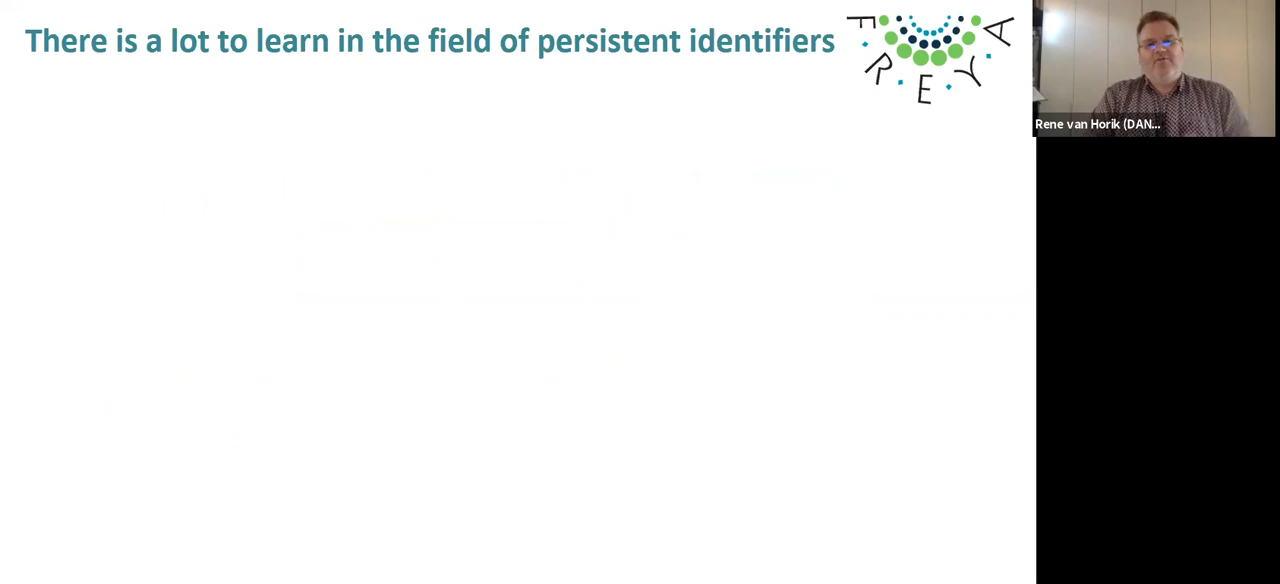 There is a lot to learn in the field of persistent identifiers
FREYA
Rene van Horik (DAN...